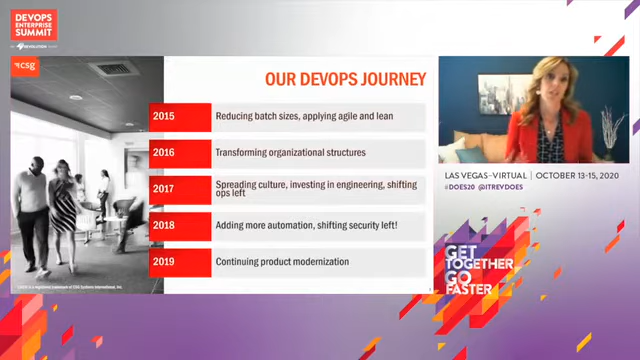 DEVOPS
ENTERPRISE
SUMMIT
REVOLUTION
csg
OUR DEVOPS JOURNEY
2015
Reducing batch sizes, applying agile and lean
2016
Transforming organizational structures
2017
Spreading culture, investing in engineering, shifting
ops left
2018
Adding more automation, shifting security left!
2019
Continuing product modernization
LAS VEGAS-VIRTUAL | OCTOBER 13-15, 2020
#DOES20 @ITREVDOES
GET
TOGETHER
GO
FASTER